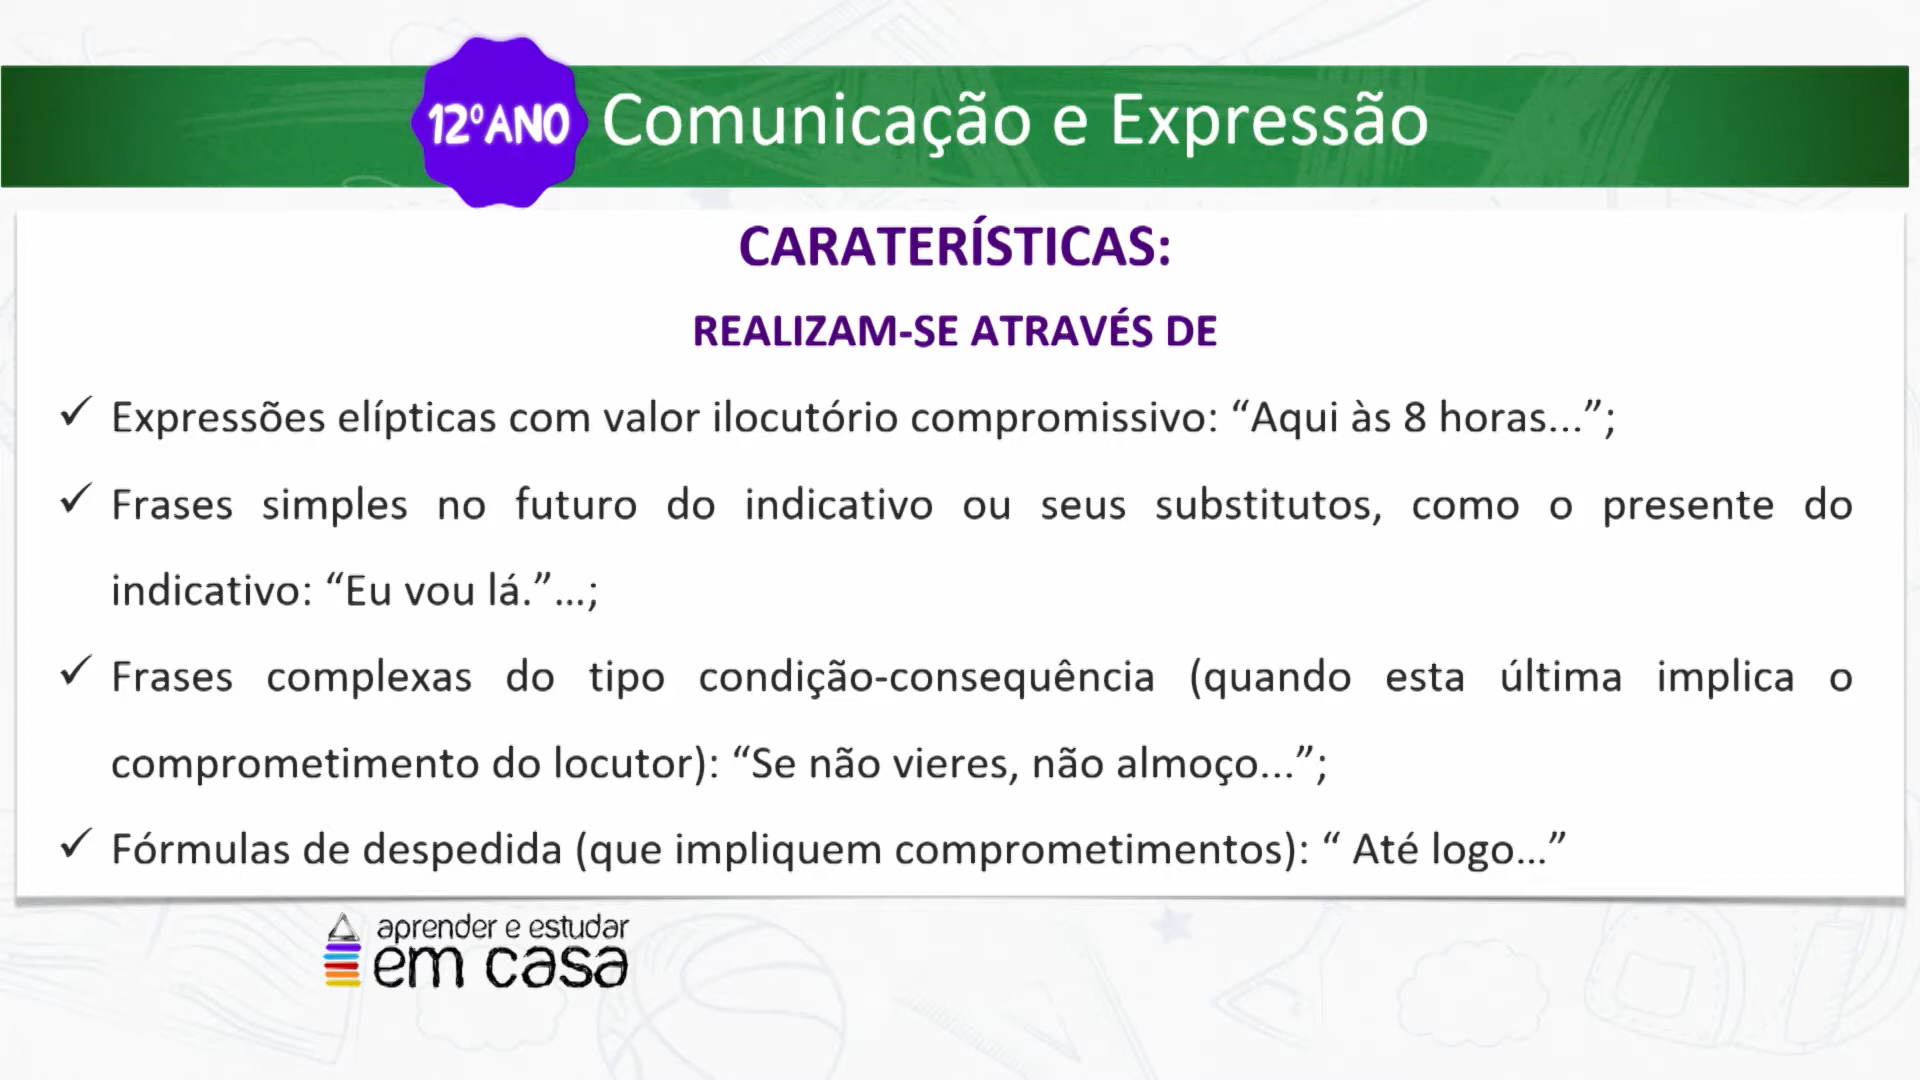 12ºANO Comunicação e Expressão
CARATERÍSTICAS:
REALIZAM-SE ATRAVÉS DE
✓ Expressões elípticas com valor ilocutório compromissivo: “Aqui às 8 horas...”;
✓ Frases simples no futuro do indicativo ou seus substitutos, como o presente do
indicativo: “Eu vou lá.”...;
✓ Frases complexas do tipo condição-consequência (quando esta última implica o
comprometimento do locutor): “Se não vieres, não almoço...”;
✓ Fórmulas de despedida (que impliquem comprometimentos): “ Até logo...”
aprender e estudar
em casa